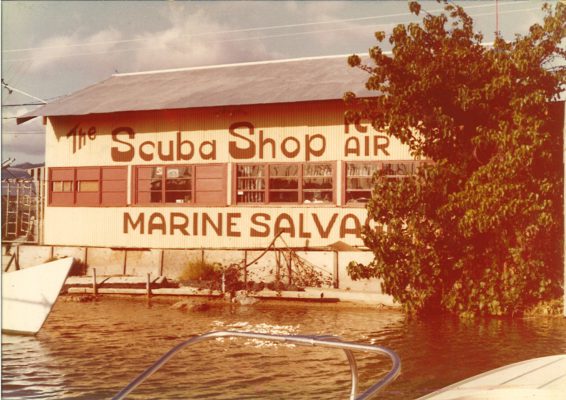 The Scuba Shop
AIR
MARINE SALVA